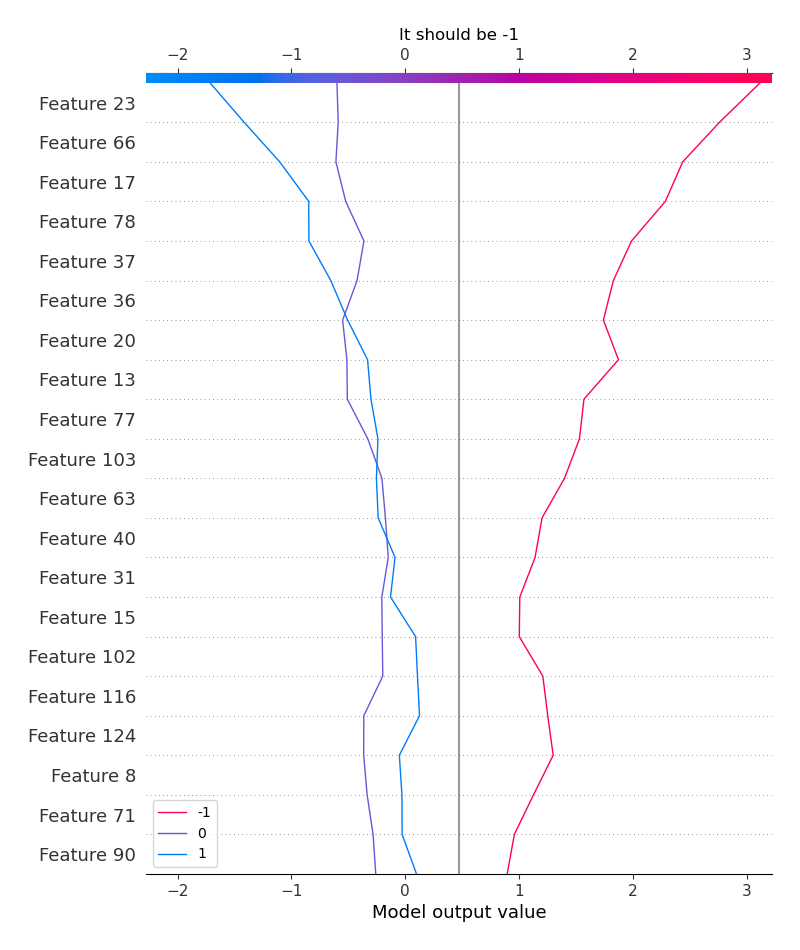 It should be -1
−2 −1 0 1 2 3
Feature 23
Feature 66
Feature 17
Feature 78
Feature 37
Feature 36
Feature 20
Feature 13
Feature 77
Feature 103
Feature 63
Feature 40
Feature 31
Feature 15
Feature 102
Feature 116
Feature 124
Feature 8
Feature 71
Feature 90
-1
0
1
−2 −1 0 1 2 3
Model output value